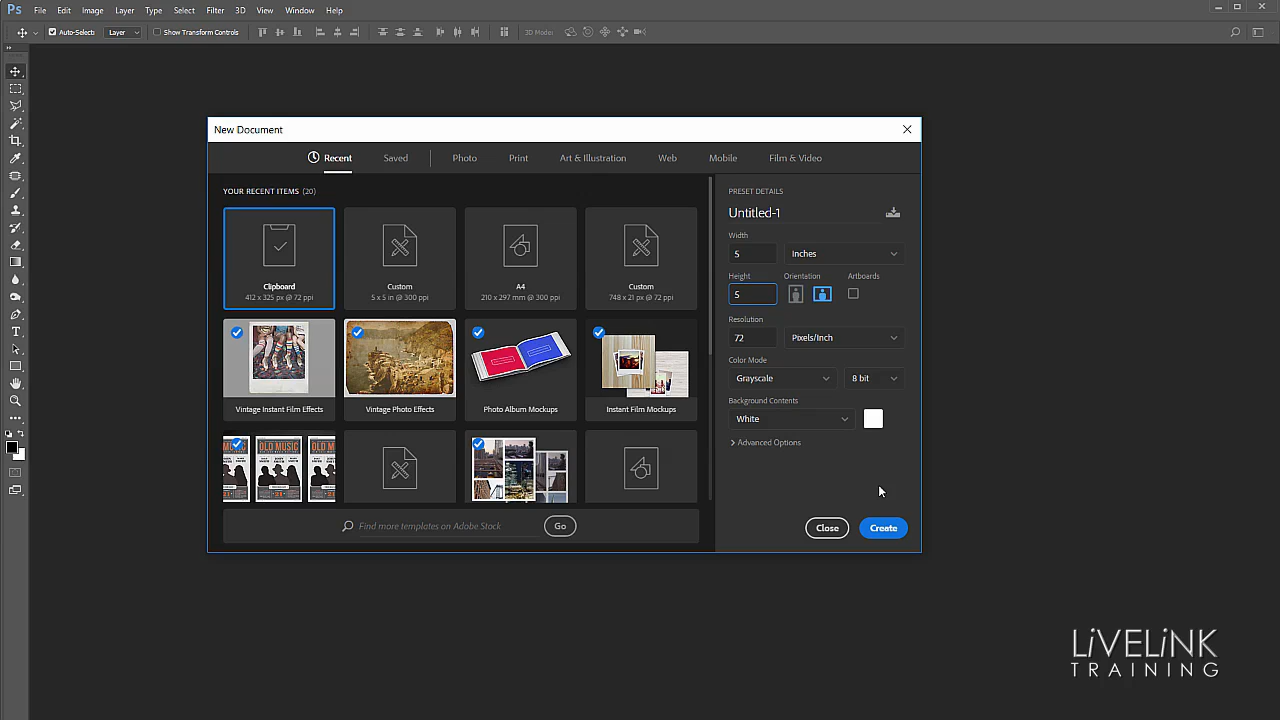 Ps File Edit Image Layer Type Select Filter 3D View Window Help
Auto-Select: Layer Show Transform Controls
New Document
Recent Saved Photo Print Art & Illustration Web Mobile Film & Video
YOUR RECENT ITEMS (20)
Clipboard
412 x 325 px @ 72 ppi
Custom
5 x 5 in @ 300 ppi
A4
210 x 297 mm @ 300 ppi
Custom
748 x 21 px @ 72 ppi
Vintage Instant Film Effects
Vintage Photo Effects
Photo Album Mockups
Instant Film Mockups
OLD MUSIC
Find more templates on Adobe Stock
Go
PRESET DETAILS
Untitled-1
Width
5 Inches
Height Orientation Artboards
5
Resolution
72 Pixels/Inch
Color Mode
Grayscale 8 bit
Background Contents
White
Advanced Options
Close Create
LiVELiNK
TRAINING